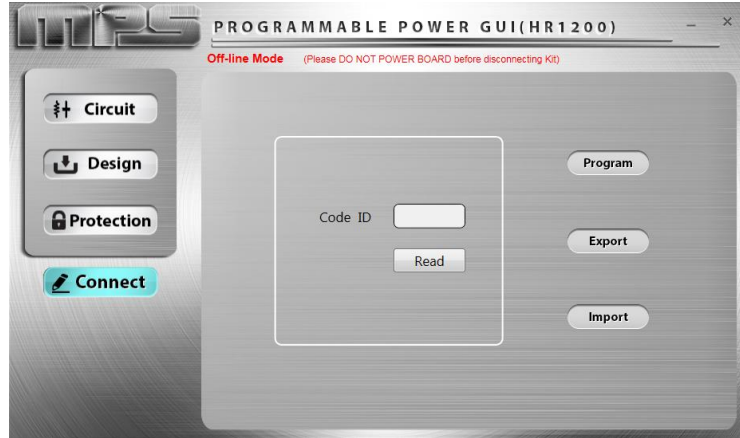 MPS
PROGRAMMABLE POWER GUI(HR1200)
Off-line Mode (Please DO NOT POWER BOARD before disconnecting Kit)
Circuit
Design
Protection
Connect
Code ID
Read
Program
Export
Import